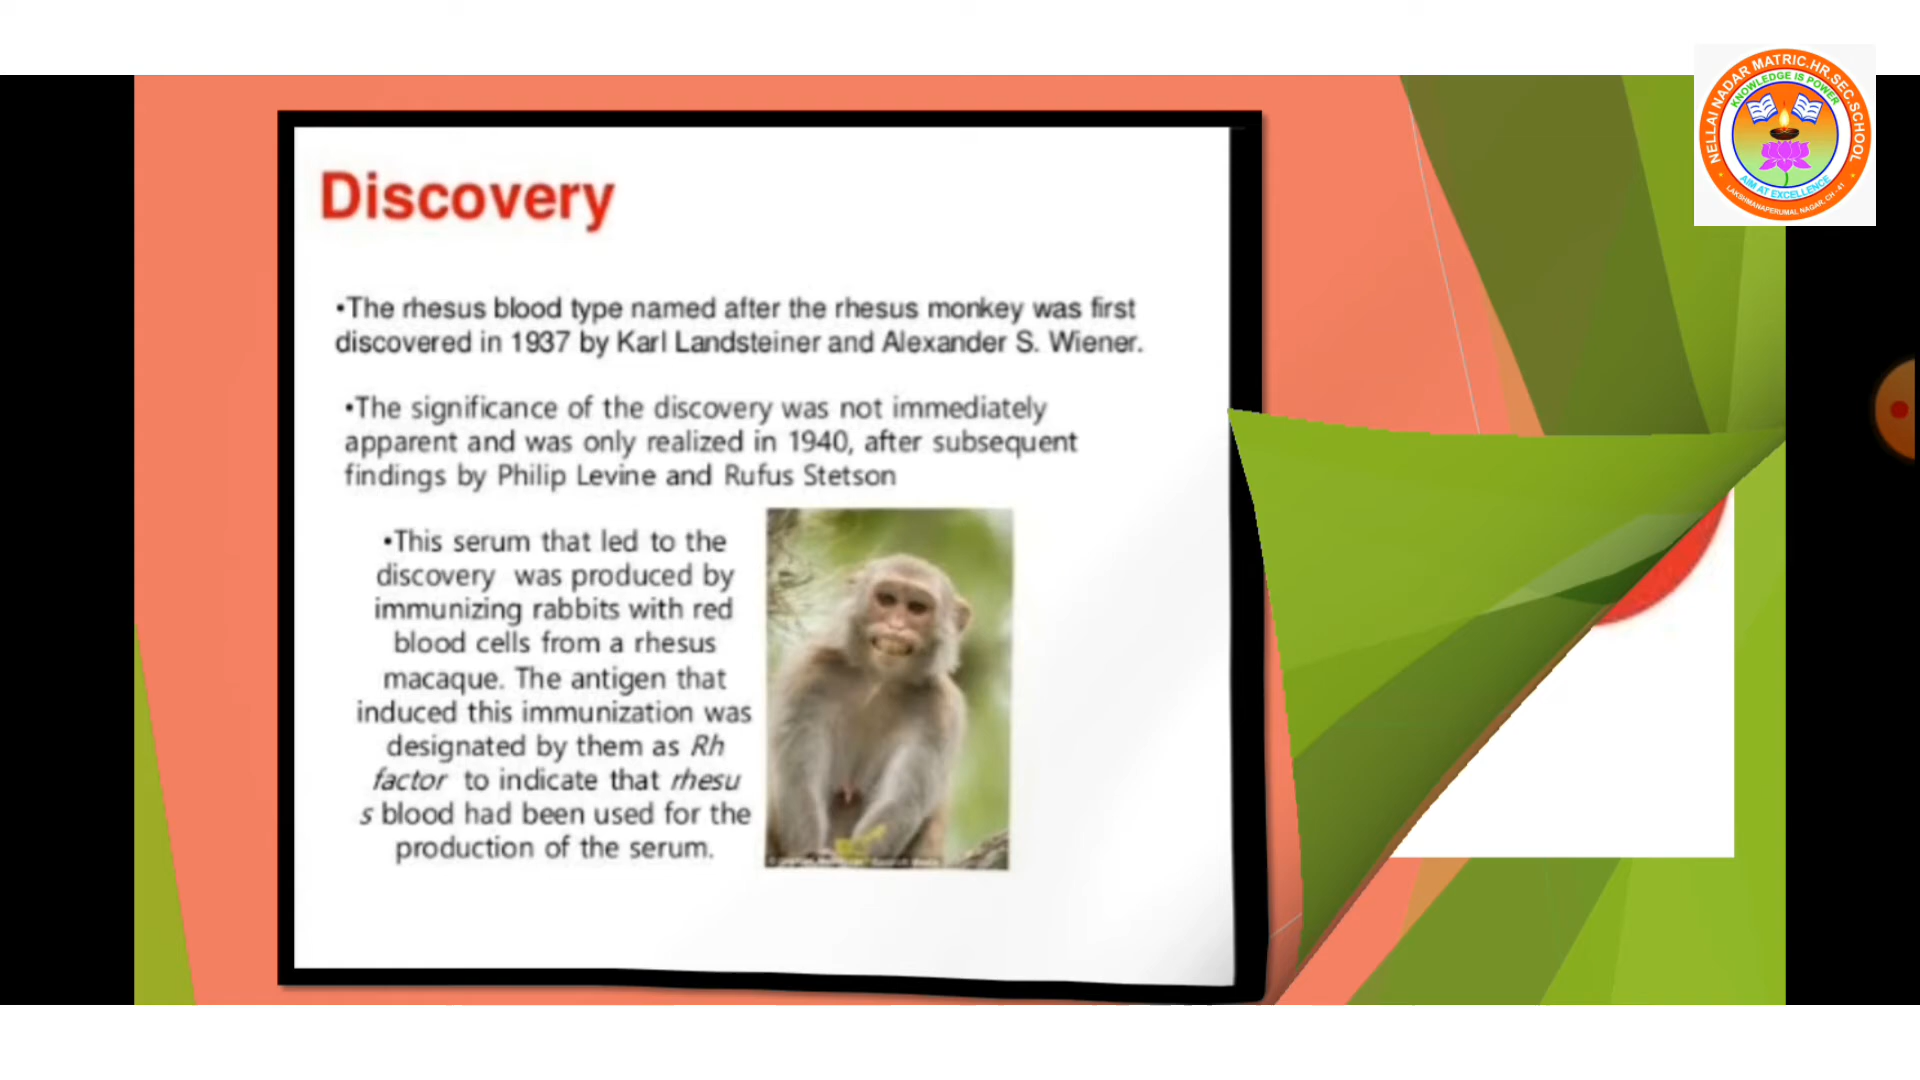 NELLAI NADAR MATRIC.HR.SEC.SCHOOL
KNOWLEDGE IS POWER
AIM AT EXCELLENCE
LAKSHMANAPERUMAL NAGAR, CH-41
Discovery
•The rhesus blood type named after the rhesus monkey was first
discovered in 1937 by Karl Landsteiner and Alexander S. Wiener.
•The significance of the discovery was not immediately
apparent and was only realized in 1940, after subsequent
findings by Philip Levine and Rufus Stetson
•This serum that led to the
discovery was produced by
immunizing rabbits with red
blood cells from a rhesus
macaque. The antigen that
induced this immunization was
designated by them as Rh
factor to indicate that rhesu
s blood had been used for the
production of the serum.